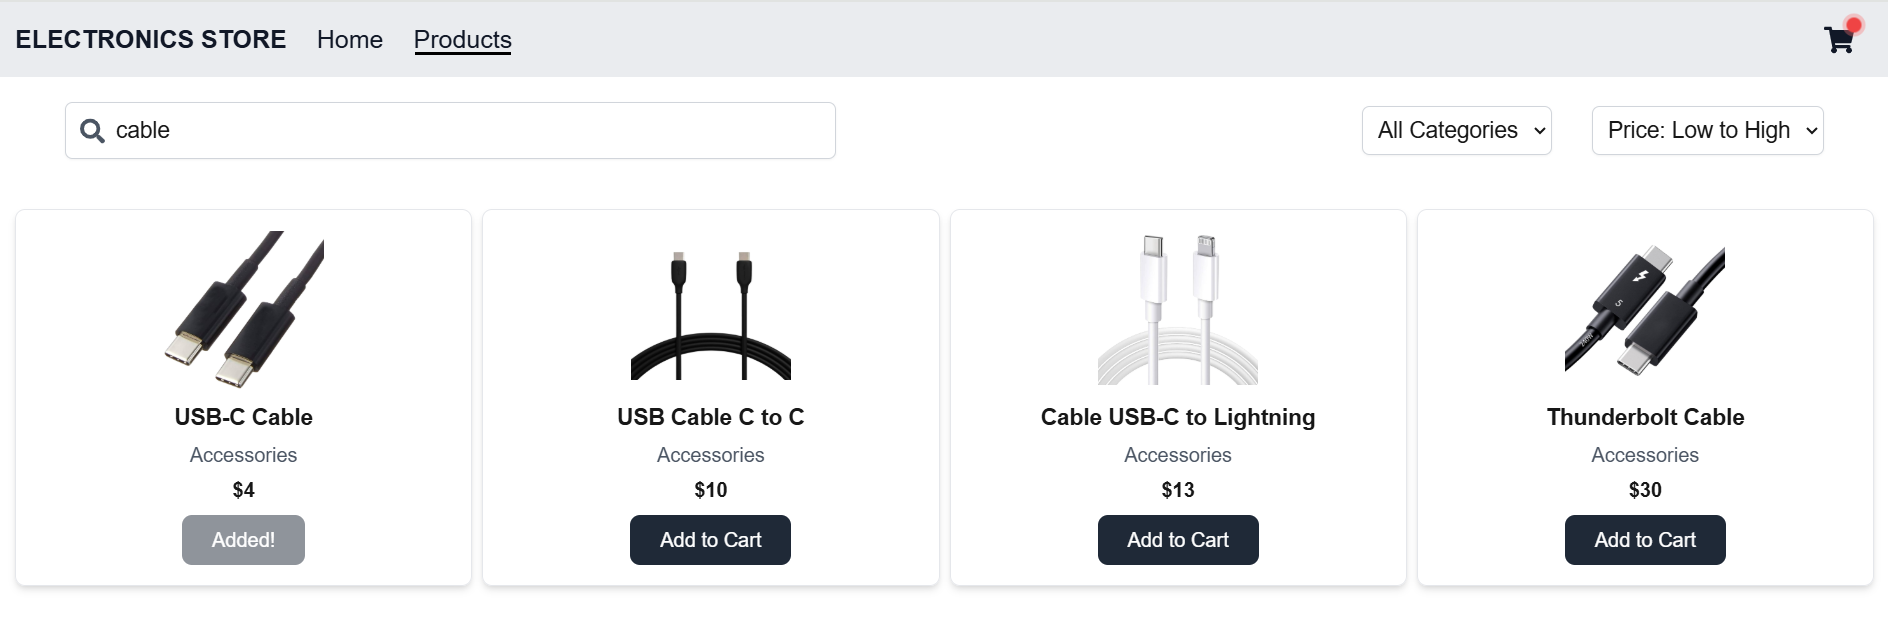 ELECTRONICS STORE Home Products
cable
All Categories
Price: Low to High
USB-C Cable
Accessories
$4
Added!
USB Cable C to C
Accessories
$10
Add to Cart
Cable USB-C to Lightning
Accessories
$13
Add to Cart
5
240W
Thunderbolt Cable
Accessories
$30
Add to Cart